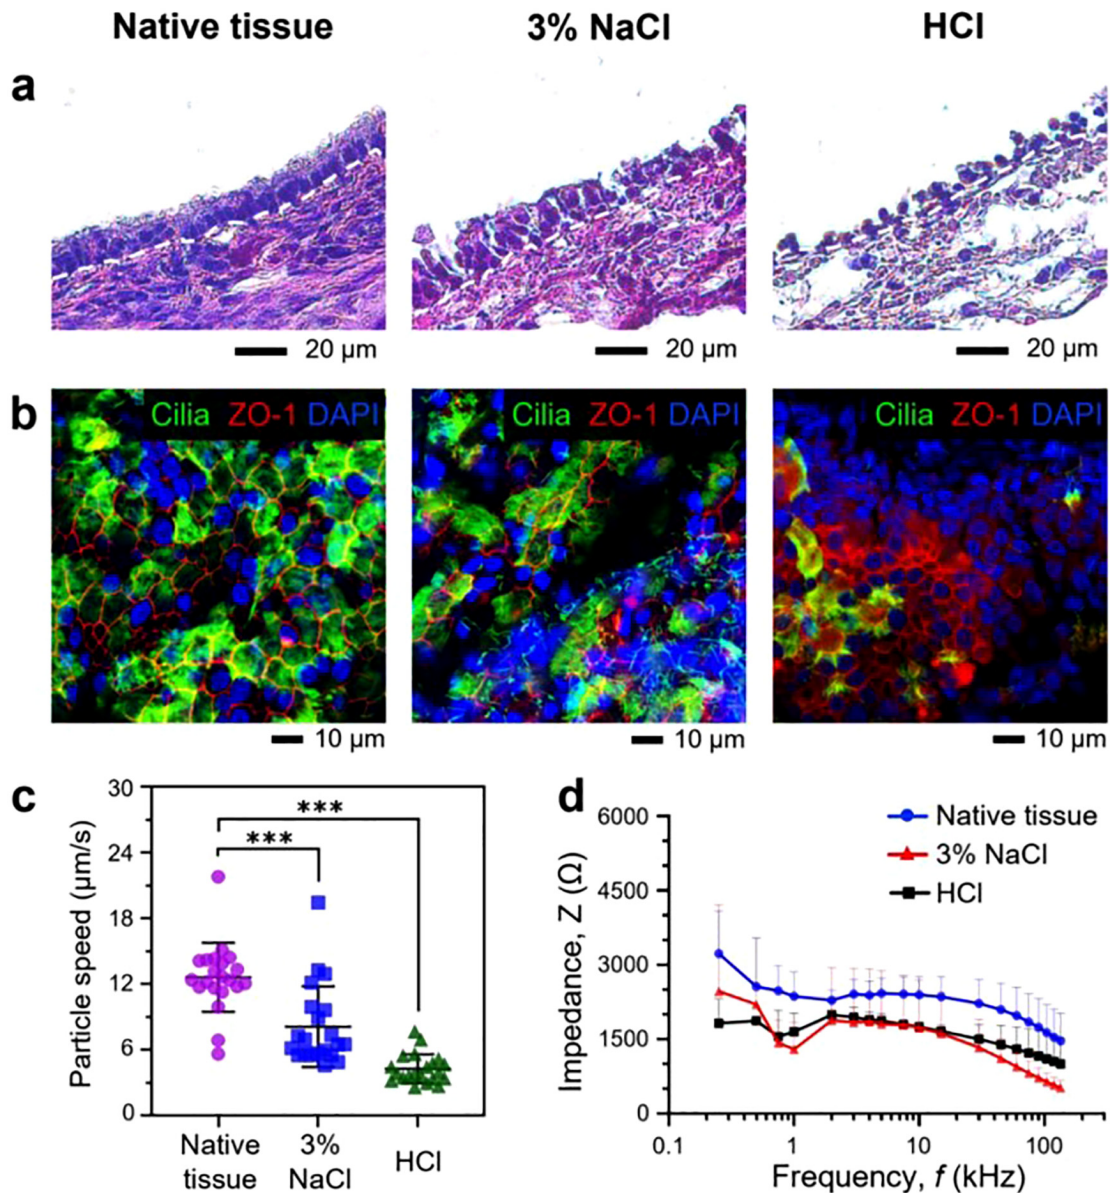 Native tissue 3% NaCl HCl
a
20 μm 20 μm 20 μm
b
Cilia ZO-1 DAPI Cilia ZO-1 DAPI Cilia ZO-1 DAPI
10 μm 10 μm 10 μm
c
Particle speed (μm/s)
30
24
18
12
6
0
***
***
Native
tissue
3%
NaCl
HCl
d
Impedance, Z (Ω)
6000
4500
3000
1500
0
Native tissue
3% NaCl
HCl
0.1 1 10 100
Frequency, f (kHz)